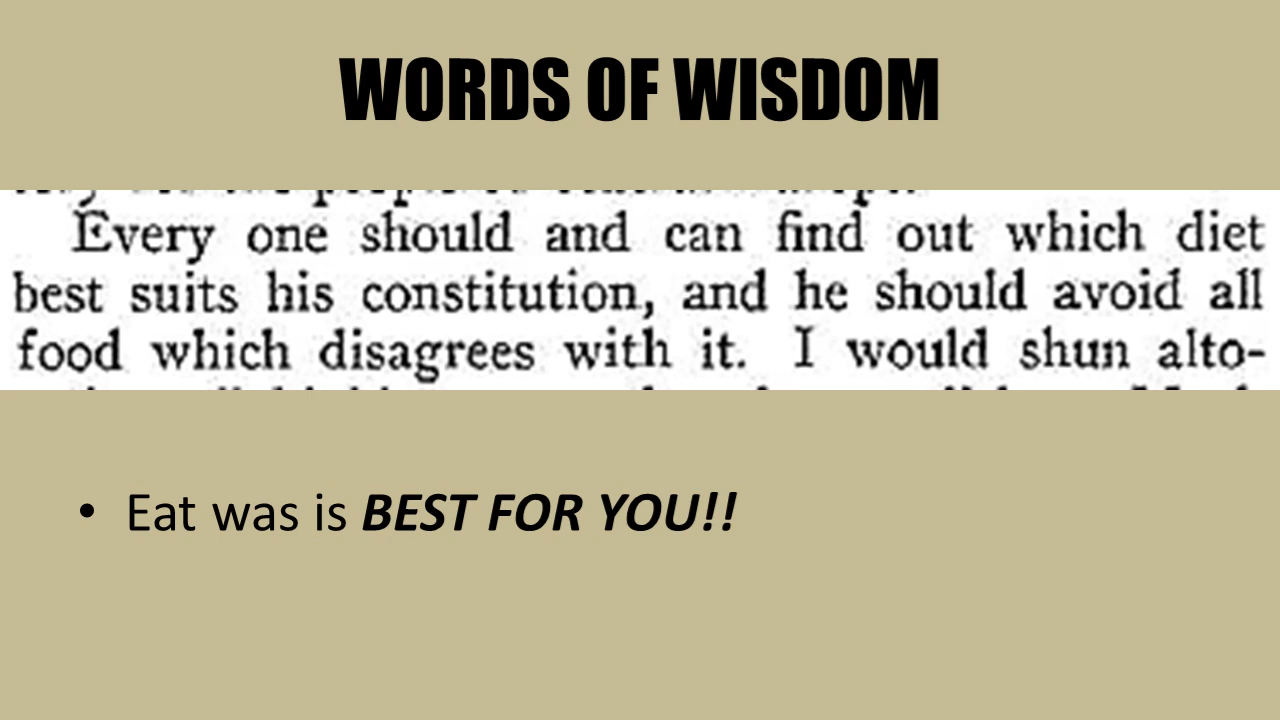 WORDS OF WISDOM
Every one should and can find out which diet
best suits his constitution, and he should avoid all
food which disagrees with it. I would shun alto-
• Eat was is BEST FOR YOU!!